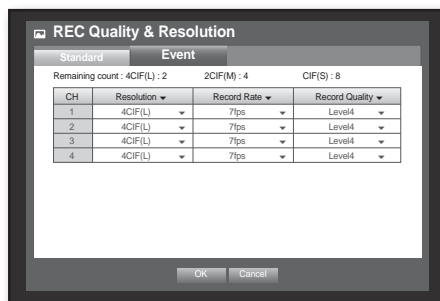 REC Quality & Resolution
Standard Event
Remaining count : 4CIF(L) : 2 2CIF(M) : 4 CIF(S) : 8
CH Resolution Record Rate Record Quality
1 4CIF(L) 7fps Level4
2 4CIF(L) 7fps Level4
3 4CIF(L) 7fps Level4
4 4CIF(L) 7fps Level4
OK Cancel